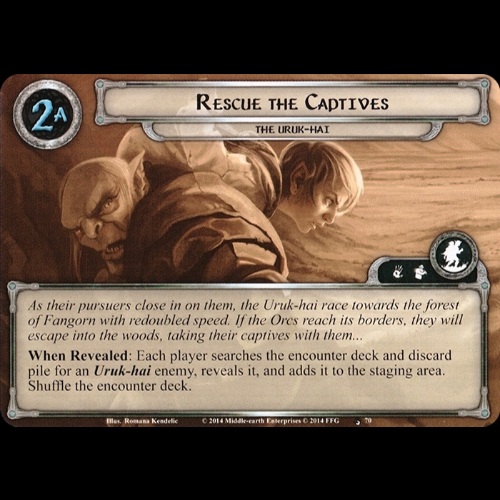 2A
RESCUE THE CAPTIVES
THE URUK-HAI
As their pursuers close in on them, the Uruk-hai race towards the forest
of Fangorn with redoubled speed. If the Orcs reach its borders, they will
escape into the woods, taking their captives with them...
When Revealed: Each player searches the encounter deck and discard
pile for an Uruk-hai enemy, reveals it, and adds it to the staging area.
Shuffle the encounter deck.
Illus. Romana Kendelic © 2014 Middle-earth Enterprises © 2014 FFG 70